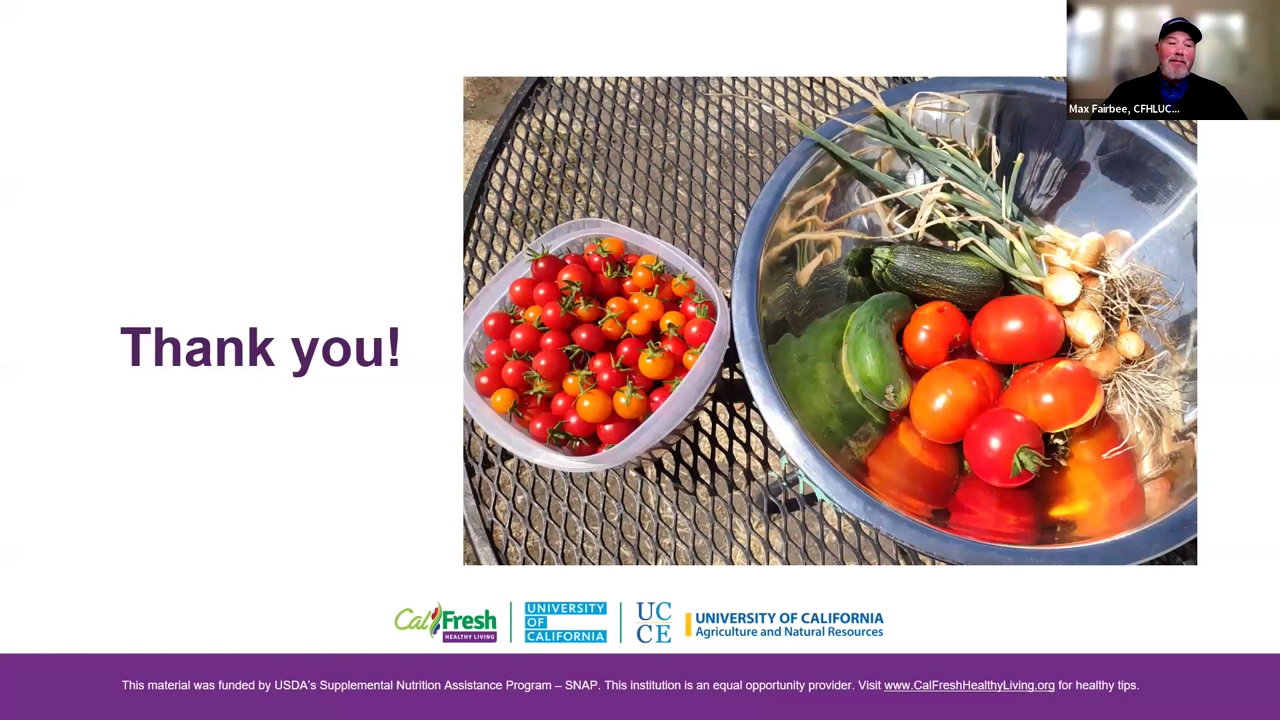 Max Fairbee, CFHLUC...
Thank you!
CalFresh
HEALTHY LIVING
UNIVERSITY
OF
CALIFORNIA
UC
CE
UNIVERSITY OF CALIFORNIA
Agriculture and Natural Resources
This material was funded by USDA's Supplemental Nutrition Assistance Program – SNAP. This institution is an equal opportunity provider. Visit www.CalFreshHealthyLiving.org for healthy tips.